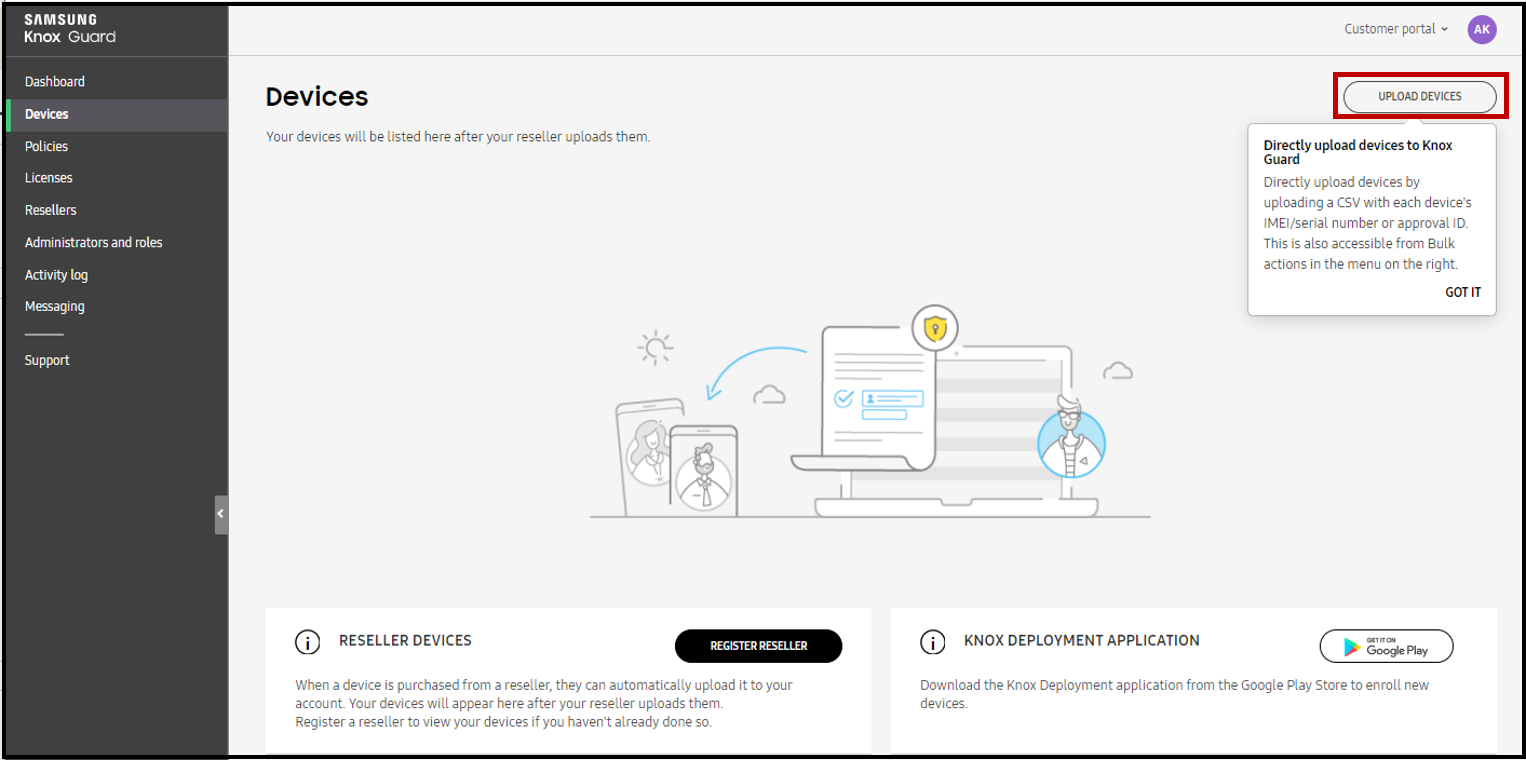 SAMSUNG
Knox Guard
Customer portal
AK
Dashboard
Devices
Policies
Licenses
Resellers
Administrators and roles
Activity log
Messaging
Support
Devices
UPLOAD DEVICES
Your devices will be listed here after your reseller uploads them.
Directly upload devices to Knox
Guard
Directly upload devices by
uploading a CSV with each device's
IMEI/serial number or approval ID.
This is also accessible from Bulk
actions in the menu on the right.
GOT IT
RESELLER DEVICES
REGISTER RESELLER
When a device is purchased from a reseller, they can automatically upload it to your
account. Your devices will appear here after your reseller uploads them.
Register a reseller to view your devices if you haven't already done so.
KNOX DEPLOYMENT APPLICATION
GET IT ON
Google Play
Download the Knox Deployment application from the Google Play Store to enroll new
devices.